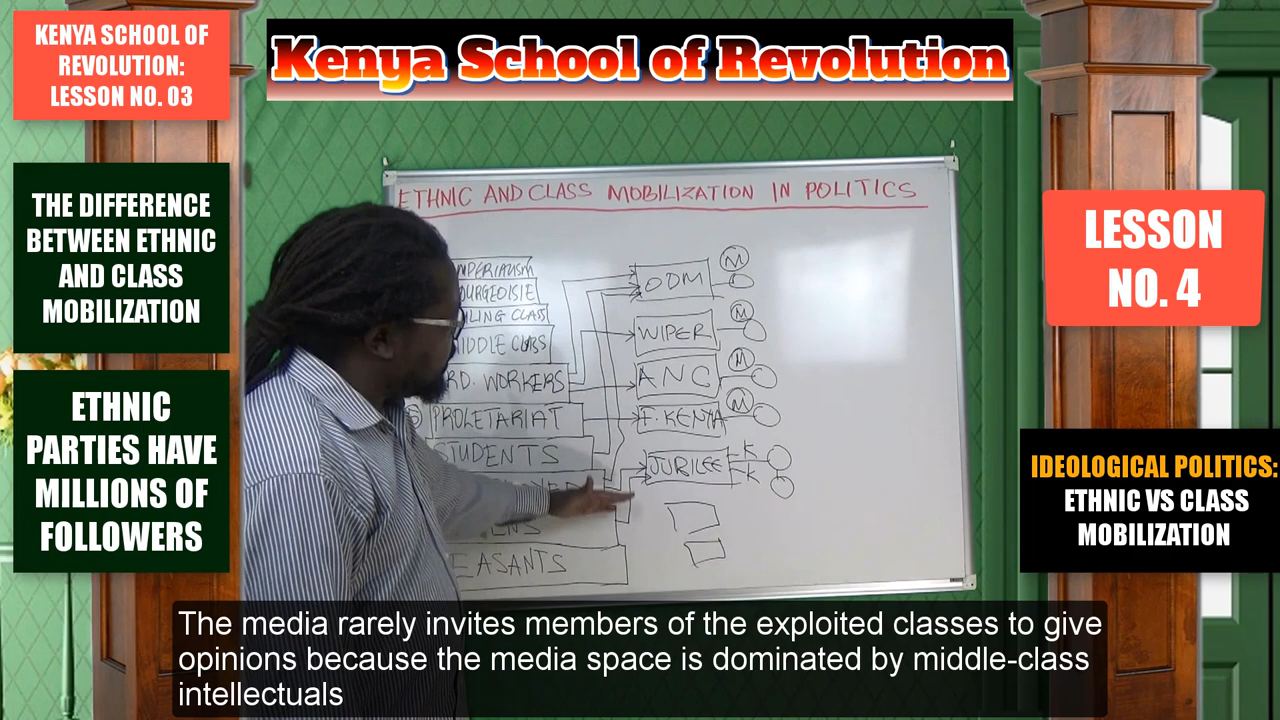 KENYA SCHOOL OF
REVOLUTION:
LESSON NO. 03
Kenya School of Revolution
THE DIFFERENCE
BETWEEN ETHNIC
AND CLASS
MOBILIZATION
ETHNIC
PARTIES HAVE
MILLIONS OF
FOLLOWERS
LESSON
NO. 4
IDEOLOGICAL POLITICS:
ETHNIC VS CLASS
MOBILIZATION
ETHNIC AND CLASS MOBILIZATION IN POLITICS
CLASS
WORKERS
PROLETARIAT
STUDENTS
ODM
M
WIPER
M
ANC
M
F. KENYA
M
JUBILEE
K
K
The media rarely invites members of the exploited classes to give
opinions because the media space is dominated by middle-class
intellectuals